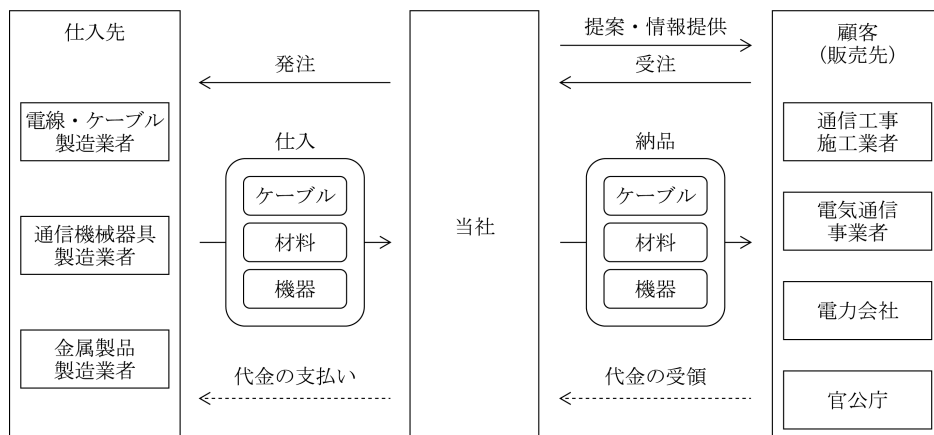 仕入先
電線・ケーブル
製造業者
通信機械器具
製造業者
金属製品
製造業者
発注
仕入
ケーブル
材料
機器
代金の支払い
当社
提案・情報提供
受注
納品
ケーブル
材料
機器
代金の受領
顧客
(販売先)
通信工事
施工業者
電気通信
事業者
電力会社
官公庁